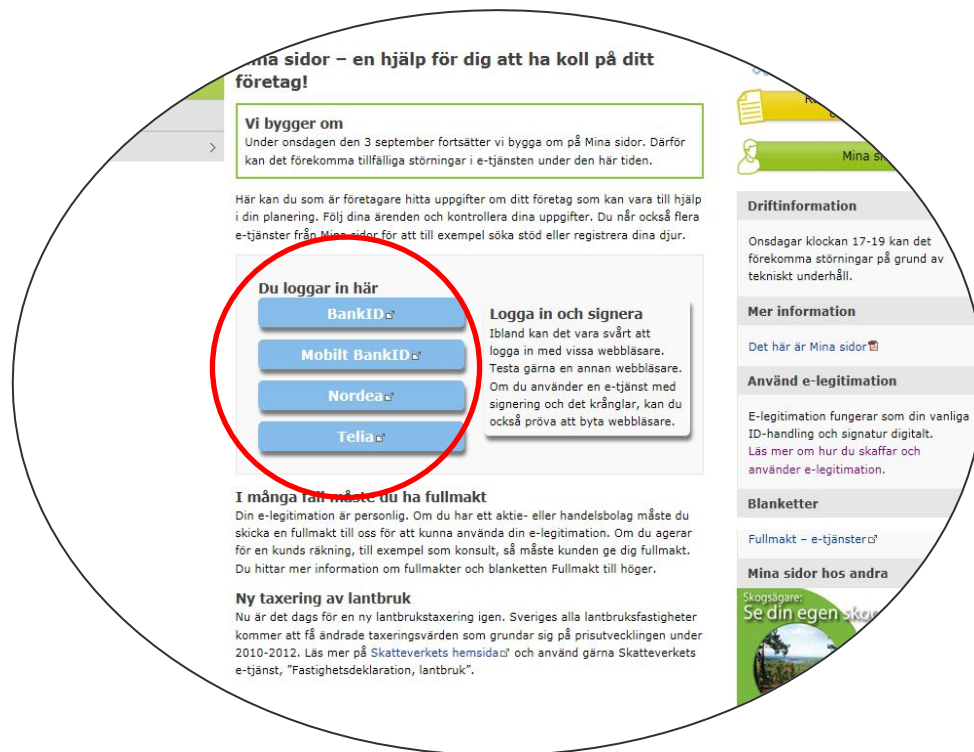 sidor – en hjälp för dig att ha koll på ditt
företag!
Vi bygger om
Under onsdagen den 3 september fortsätter vi bygga om på Mina sidor. Därför
kan det förekomma tillfälliga störningar i e-tjänsten under den här tiden.
Här kan du som är företagare hitta uppgifter om ditt företag som kan vara till hjälp
i din planering. Följ dina ärenden och kontrollera dina uppgifter. Du når också flera
e-tjänster från Mina sidor för att till exempel söka stöd eller registrera dina djur.
Du loggar in här
BankID
Mobilt BankID
Nordea
Telia
Logga in och signera
Ibland kan det vara svårt att
logga in med vissa webbläsare.
Testa gärna en annan webbläsare.
Om du använder en e-tjänst med
signering och det krånglar, kan du
också pröva att byta webbläsare.
I många fall måste du ha fullmakt
Din e-legitimation är personlig. Om du har ett aktie- eller handelsbolag måste du
skicka en fullmakt till oss för att kunna använda din e-legitimation. Om du agerar
för en kunds räkning, till exempel som konsult, så måste kunden ge dig fullmakt.
Du hittar mer information om fullmakter och blanketten Fullmakt till höger.
Ny taxering av lantbruk
Nu är det dags för en ny lantbrukstaxering igen. Sveriges alla lantbruksfastigheter
kommer att få ändrade taxeringsvärden som grundar sig på prisutvecklingen under
2010-2012. Läs mer på Skatteverkets hemsida och använd gärna Skatteverkets
e-tjänst, ”Fastighetsdeklaration, lantbruk”.
Mina
Driftinformation
Onsdagar klockan 17-19 kan det
förekomma störningar på grund av
tekniskt underhåll.
Mer information
Det här är Mina sidor
Använd e-legitimation
E-legitimation fungerar som din vanliga
ID-handling och signatur digitalt.
Läs mer om hur du skaffar och
använder e-legitimation.
Blanketter
Fullmakt – e-tjänster
Mina sidor hos andra
Skogsägare:
Se din egen